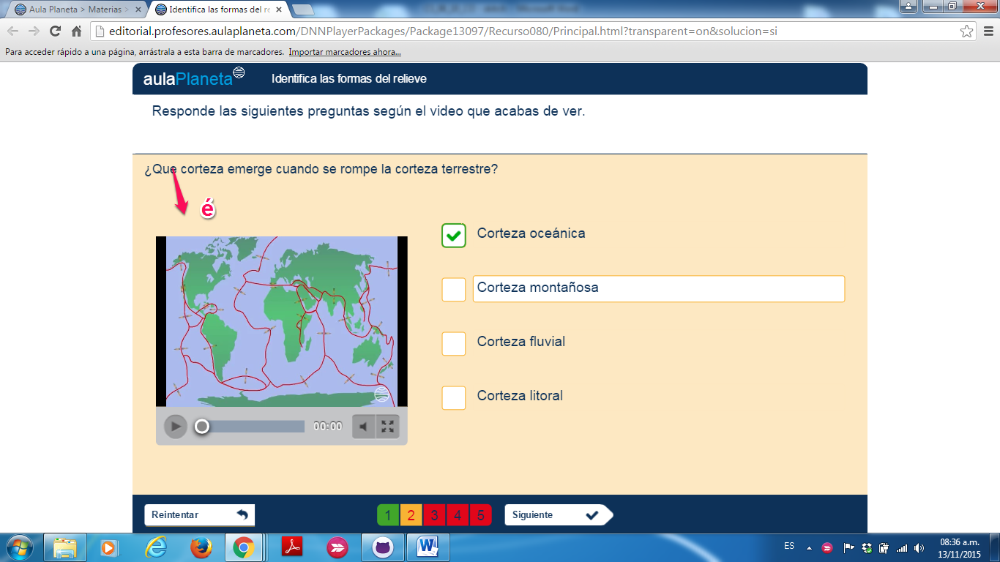 Aula Planeta > Materias >
Identifica las formas del re
editorial.profesores.aulaplaneta.com/DNNPlayerPackages/Package13097/Recurso080/Principal.html?transparent=on&solucion=si
Para acceder rápido a una página, arrástrala a esta barra de marcadores. Importar marcadores ahora...
aulaPlaneta Identifica las formas del relieve
Responde las siguientes preguntas según el video que acabas de ver.
¿Que corteza emerge cuando se rompe la corteza terrestre?
é
Corteza oceánica
Corteza montañosa
Corteza fluvial
Corteza litoral
00:00
Reintentar 1 2 3 4 5 Siguiente
ES 08:36 a.m.
13/11/2015